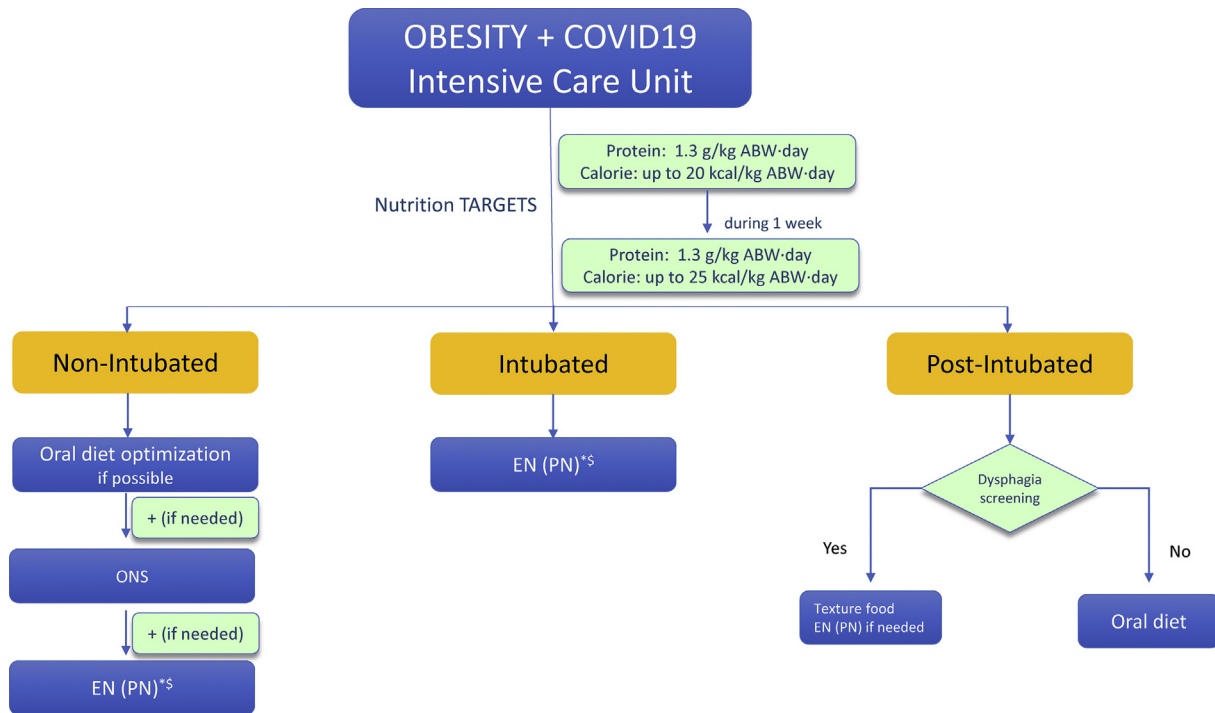 OBESITY + COVID19
Intensive Care Unit
Protein: 1.3 g/kg ABW·day
Calorie: up to 20 kcal/kg ABW·day
Nutrition TARGETS
during 1 week
Protein: 1.3 g/kg ABW·day
Calorie: up to 25 kcal/kg ABW·day
Non-Intubated
Intubated
Post-Intubated
Oral diet optimization
if possible
+ (if needed)
ONS
+ (if needed)
EN (PN)*$
EN (PN)*$
Dysphagia
screening
Yes
No
Texture food
EN (PN) if needed
Oral diet